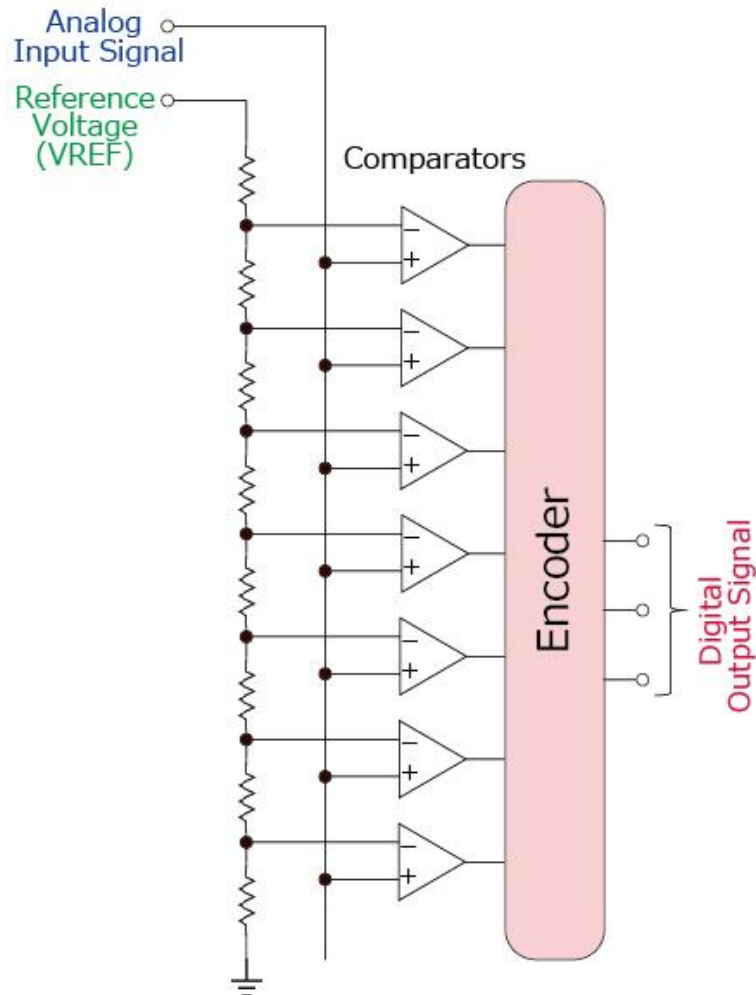 Analog
Input Signal
Reference
Voltage
(VREF)
Comparators
−
+
−
+
−
+
−
+
−
+
−
+
−
+
Encoder
Digital
Output Signal